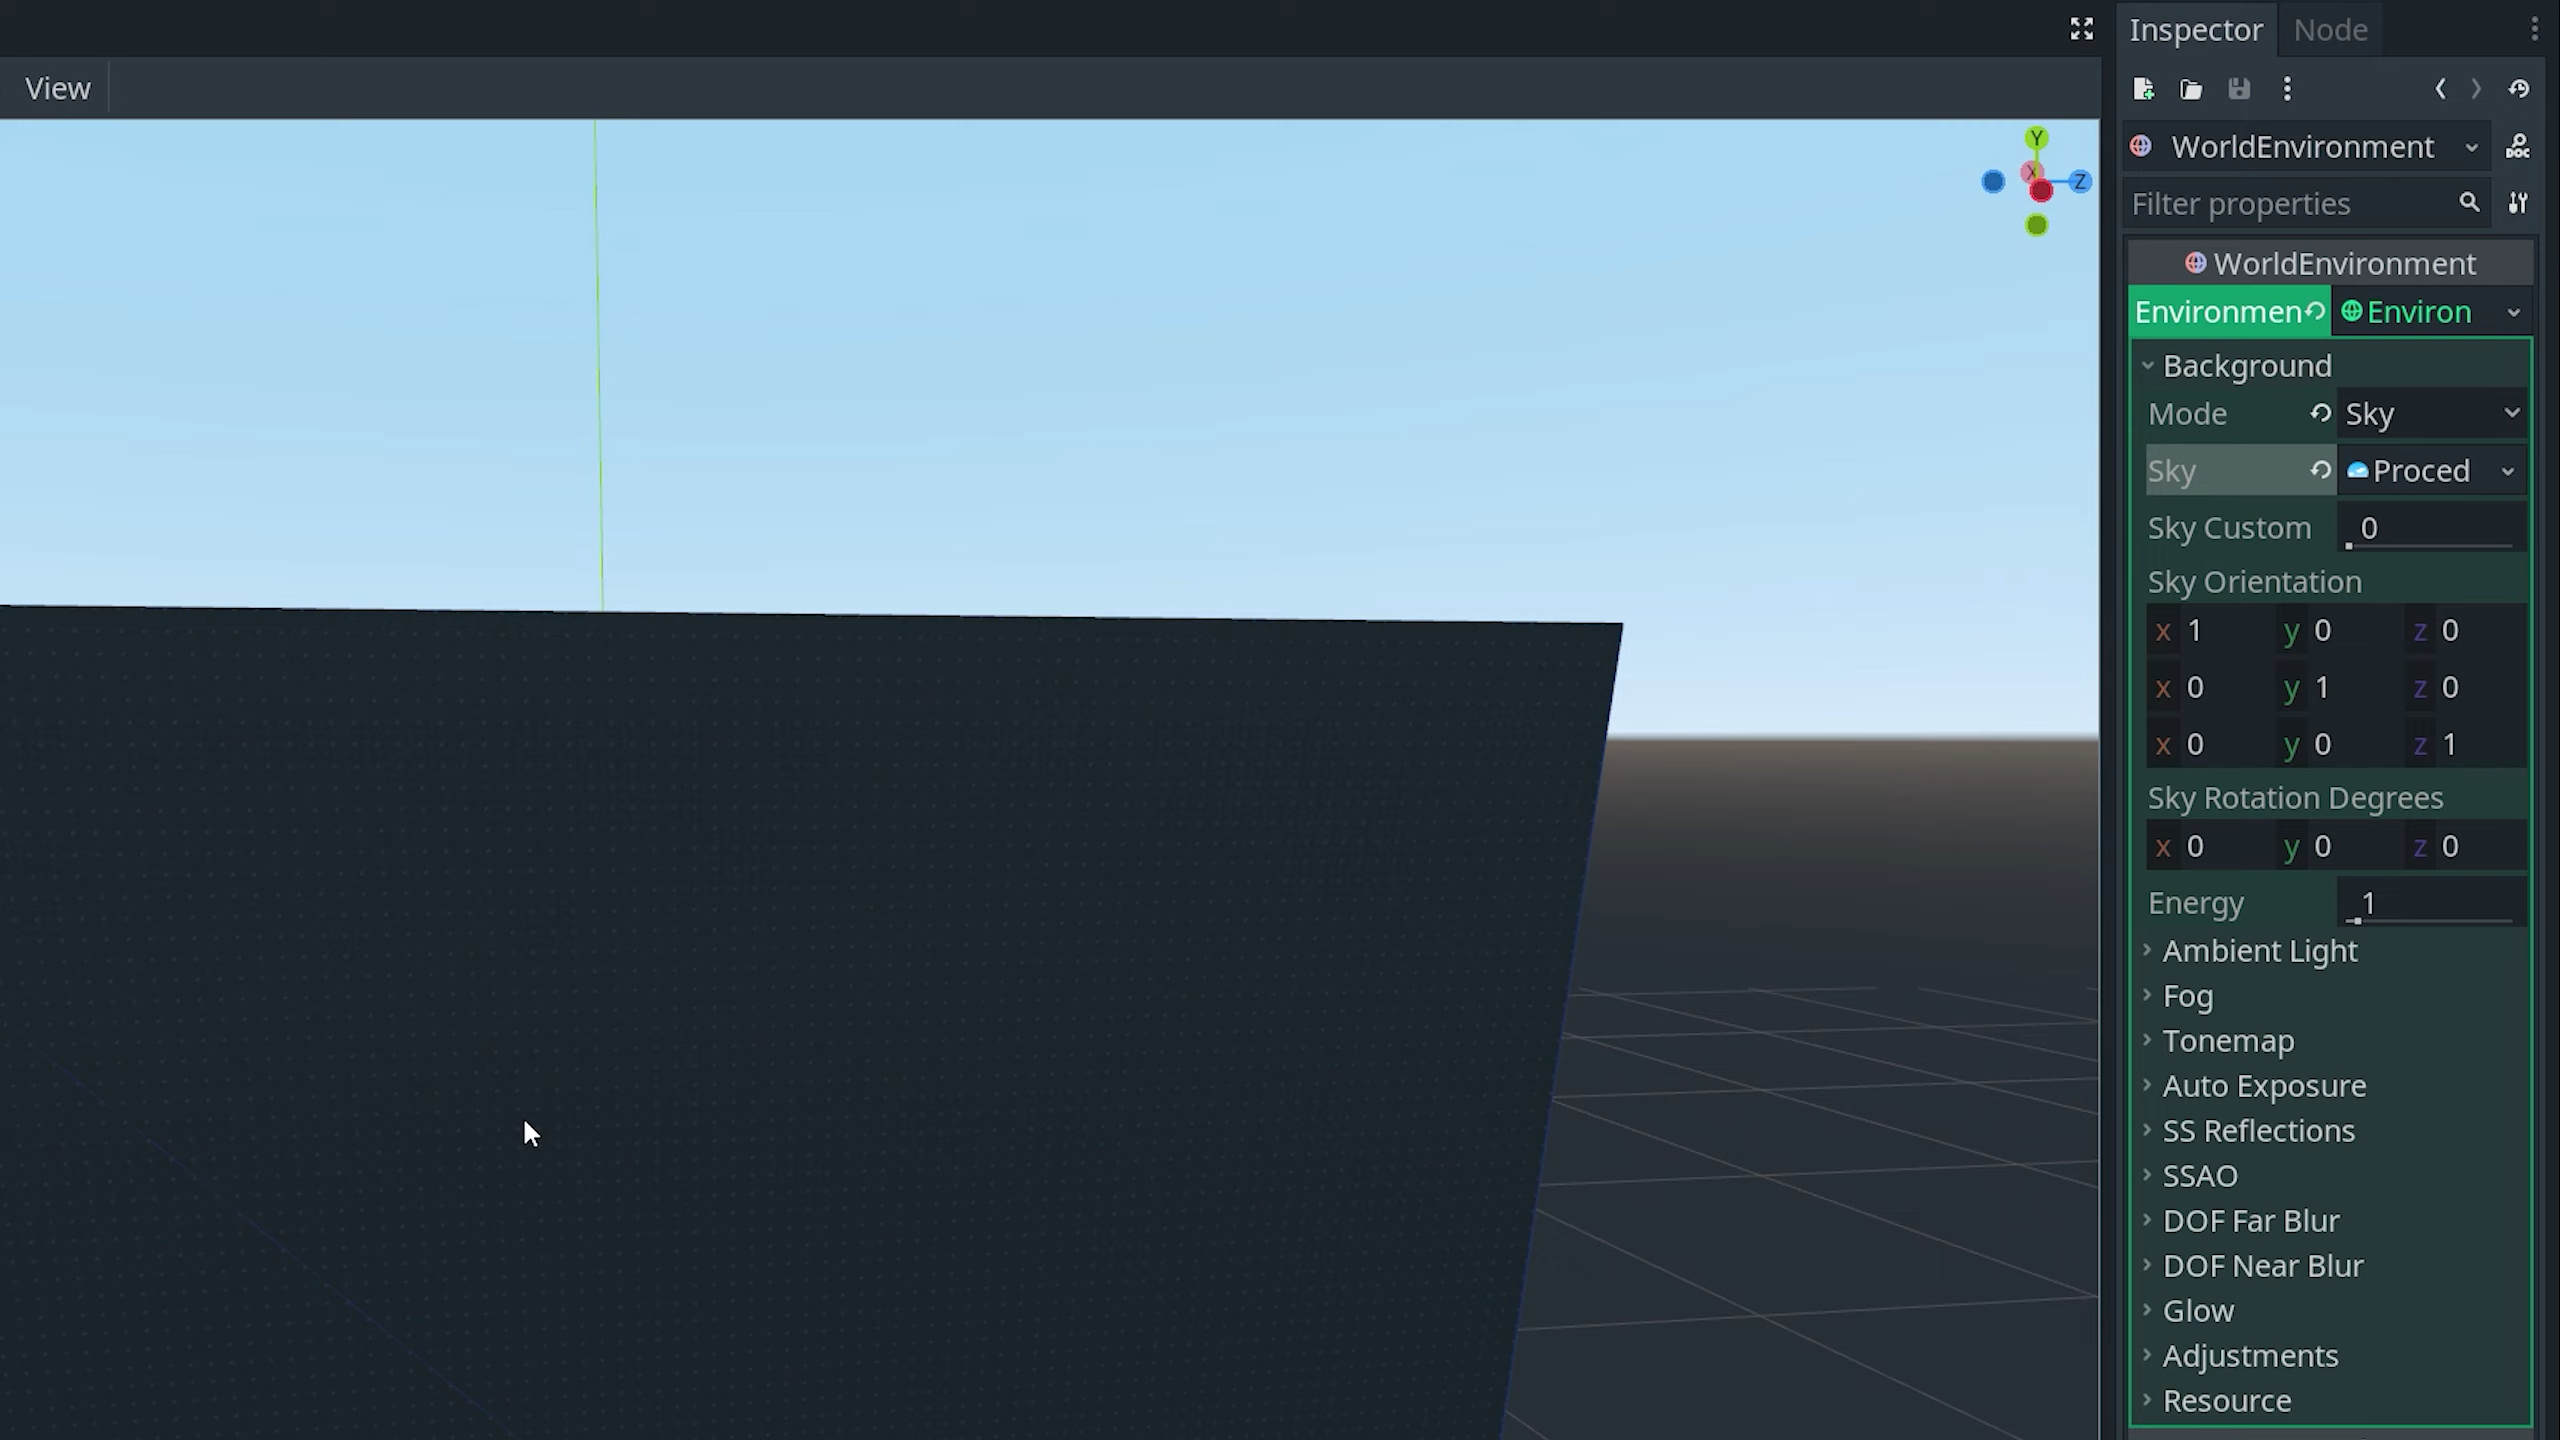 Inspector Node
View
WorldEnvironment DOC
Filter properties
Y
X
Z
WorldEnvironment
Environmen Environ
Background
Mode Sky
Sky Proced
Sky Custom 0
Sky Orientation
x 1 y 0 z 0
x 0 y 1 z 0
x 0 y 0 z 1
Sky Rotation Degrees
x 0 y 0 z 0
Energy 1
Ambient Light
Fog
Tonemap
Auto Exposure
SS Reflections
SSAO
DOF Far Blur
DOF Near Blur
Glow
Adjustments
Resource